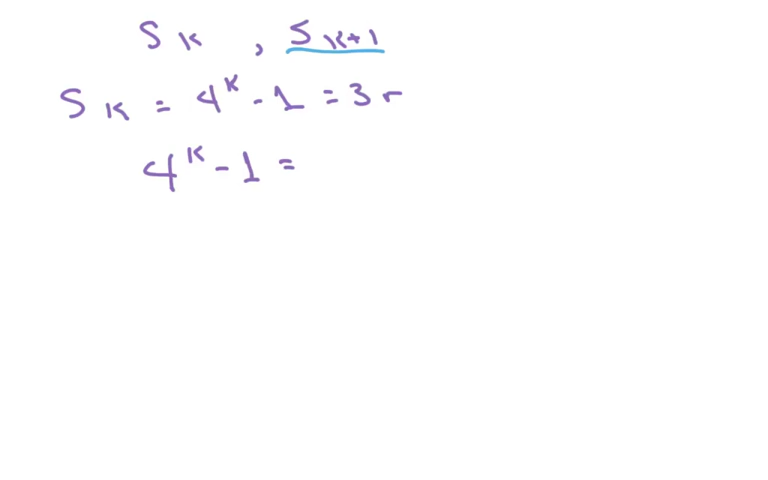 S k , S k+1
S k = 4^k - 1 = 3 r
4^k - 1 =